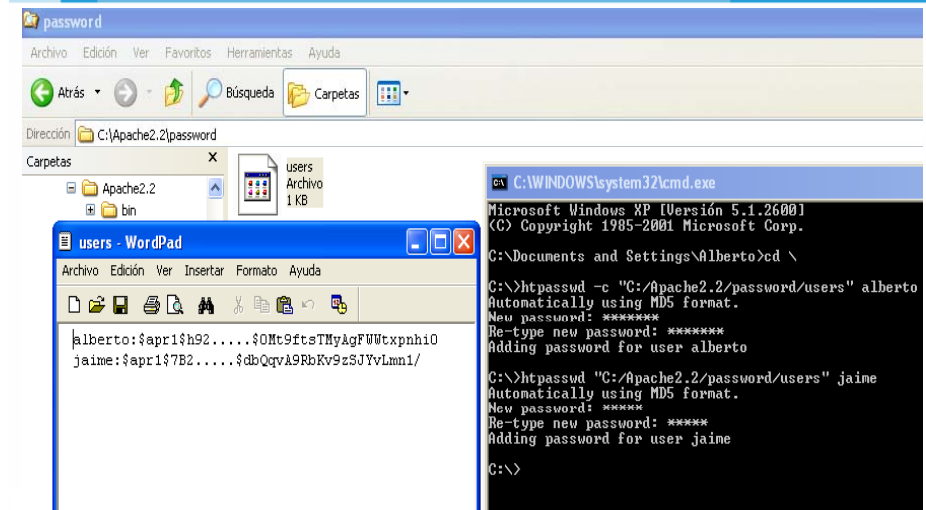 password
Archivo Edición Ver Favoritos Herramientas Ayuda
Atrás Búsqueda Carpetas
Dirección C:\Apache2.2\password
Carpetas X
Apache2.2
bin
users
Archivo
1 KB
users - WordPad
Archivo Edición Ver Insertar Formato Ayuda
alberto:$apr1$h92.....$OMt9ftsTMyAgFWWtxpnhiO
jaime:$apr1$7B2.....$dbQqvA9RbKv9zSJYvLmn1/
C:\WINDOWS\system32\cmd.exe
Microsoft Windows XP [Versión 5.1.2600]
(C) Copyright 1985-2001 Microsoft Corp.
C:\Documents and Settings\Alberto>cd \
C:\>htpasswd -c "C:/Apache2.2/password/users" alberto
Automatically using MD5 format.
New password: *******
Re-type new password: *******
Adding password for user alberto
C:\>htpasswd "C:/Apache2.2/password/users" jaime
Automatically using MD5 format.
New password: *****
Re-type new password: *****
Adding password for user jaime
C:\>